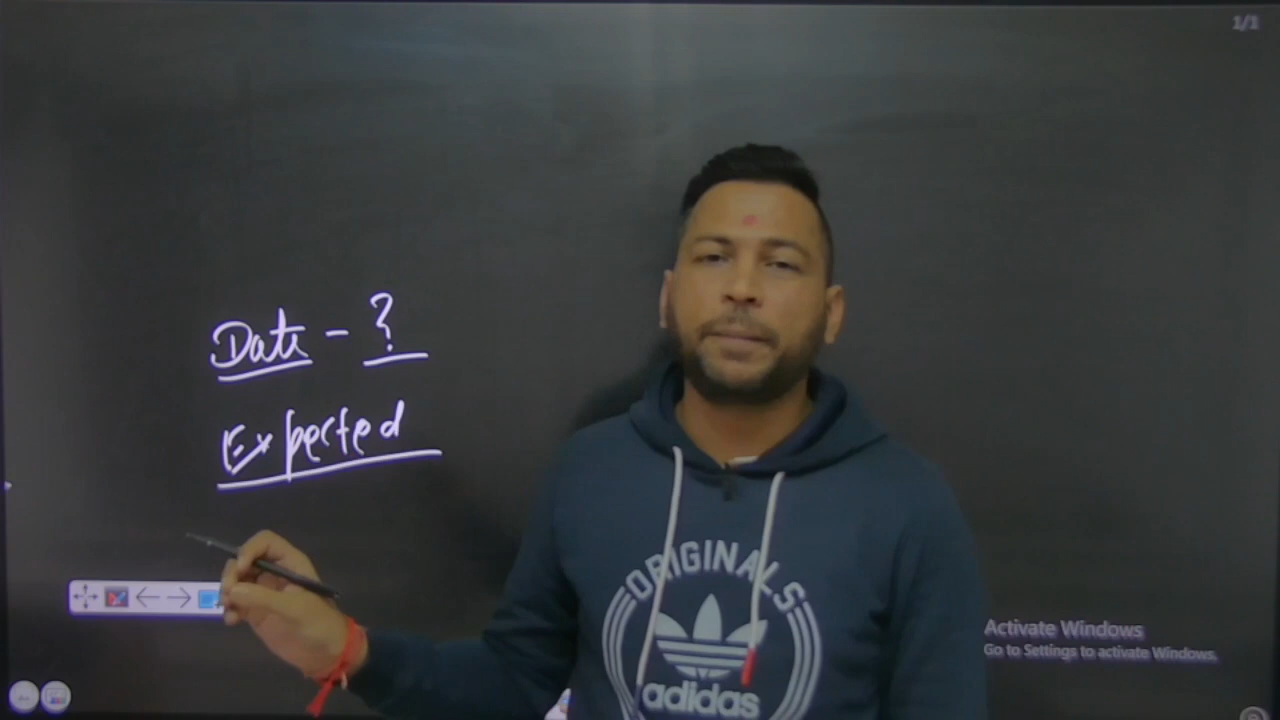 1/1
Date - ?
Expected
ORIGINALS
adidas
Activate Windows
Go to Settings to activate Windows.